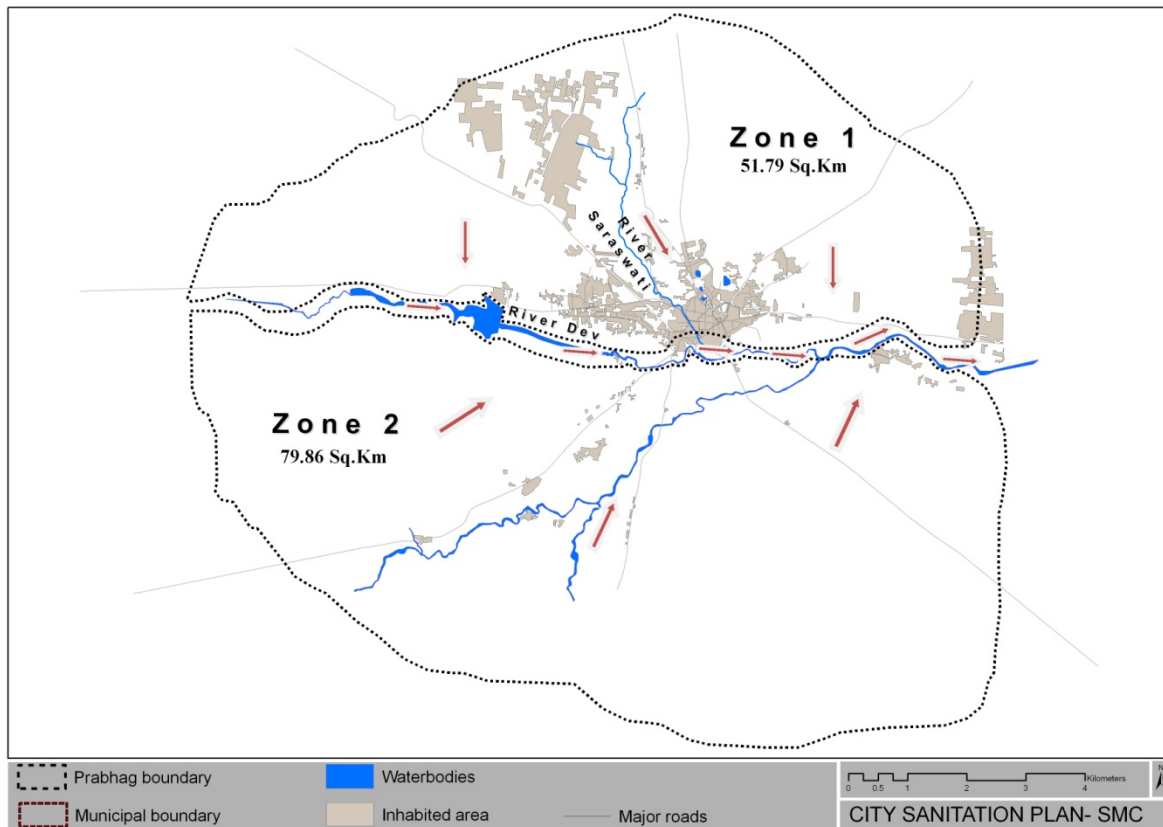 Zone 1
51.79 Sq.Km
River
Saraswati
River Dev
Zone 2
79.86 Sq.Km
Prabhag boundary
Waterbodies
Municipal boundary
Inhabited area
Major roads
Kilometers
0 0.5 1 2 3 4
N
CITY SANITATION PLAN- SMC